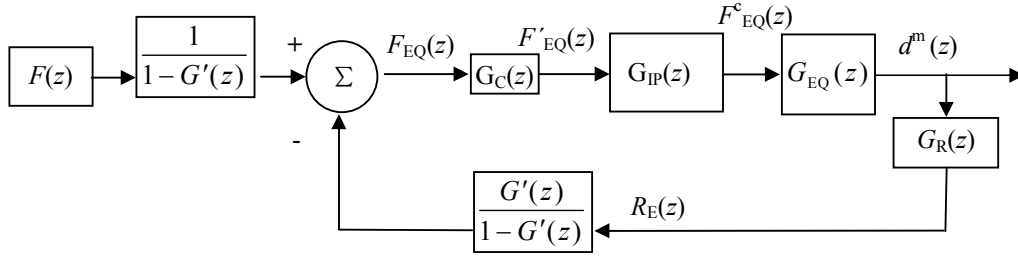 F(z)
1
1 − G′(z)
+
-
Σ
F_EQ(z)
G_C(z)
F′_EQ(z)
G_IP(z)
F^c_EQ(z)
G_EQ (z)
d^m (z)
G_R(z)
R_E(z)
G′(z)
1 − G′(z)